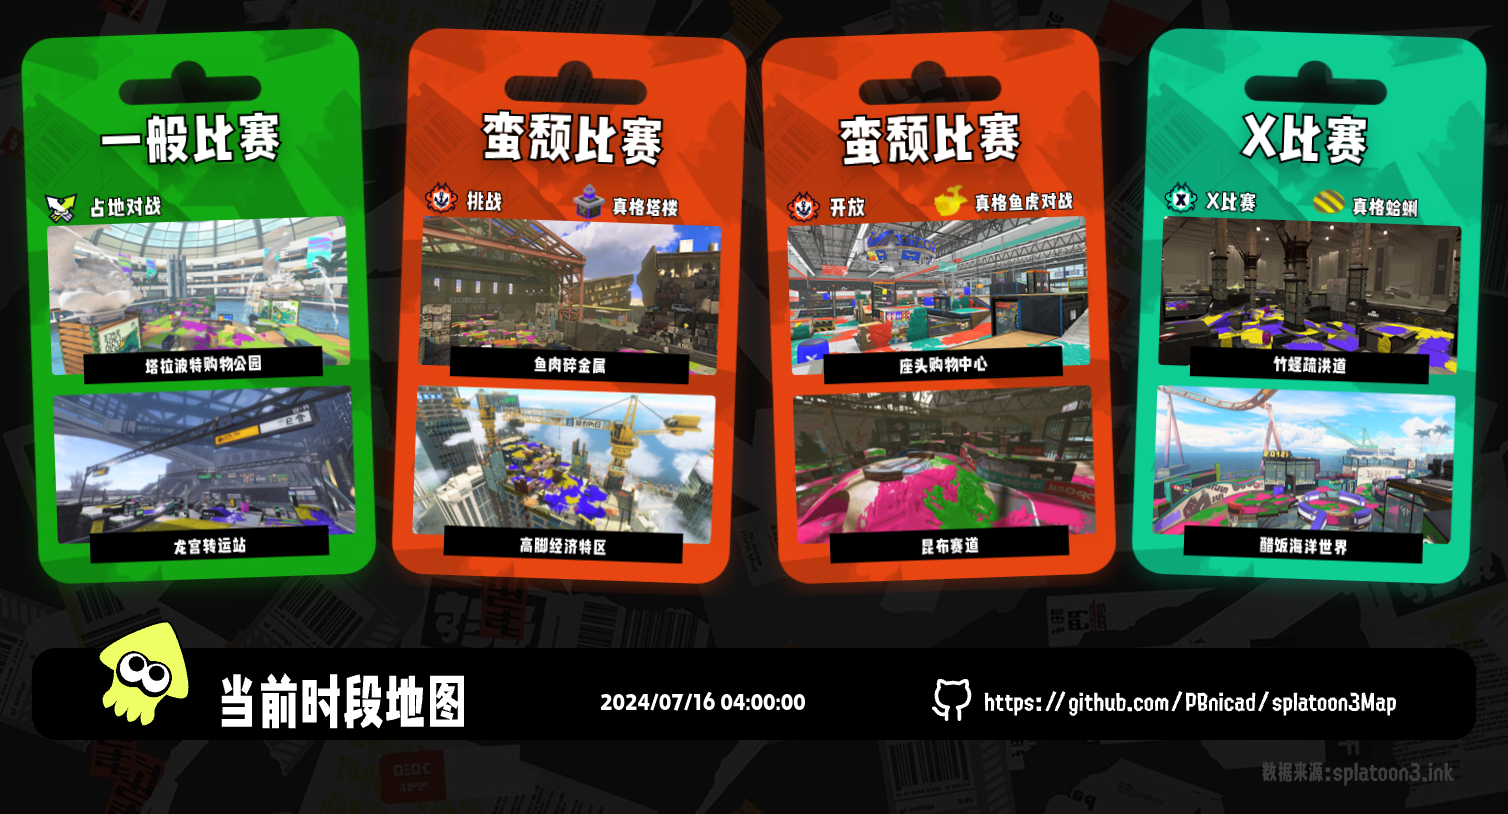 一般比赛
占地对战
塔拉波特购物公园
龙宫转运站
蛮颓比赛
挑战
真格塔楼
鱼肉碎金属
高脚经济特区
蛮颓比赛
开放
真格鱼虎对战
座头购物中心
昆布赛道
X比赛
X比赛
真格蛤蜊
竹蛏疏洪道
醋饭海洋世界
当前时段地图
2024/07/16 04:00:00
https://github.com/PBnicad/splatoon3Map
数据来源:splatoon3.ink